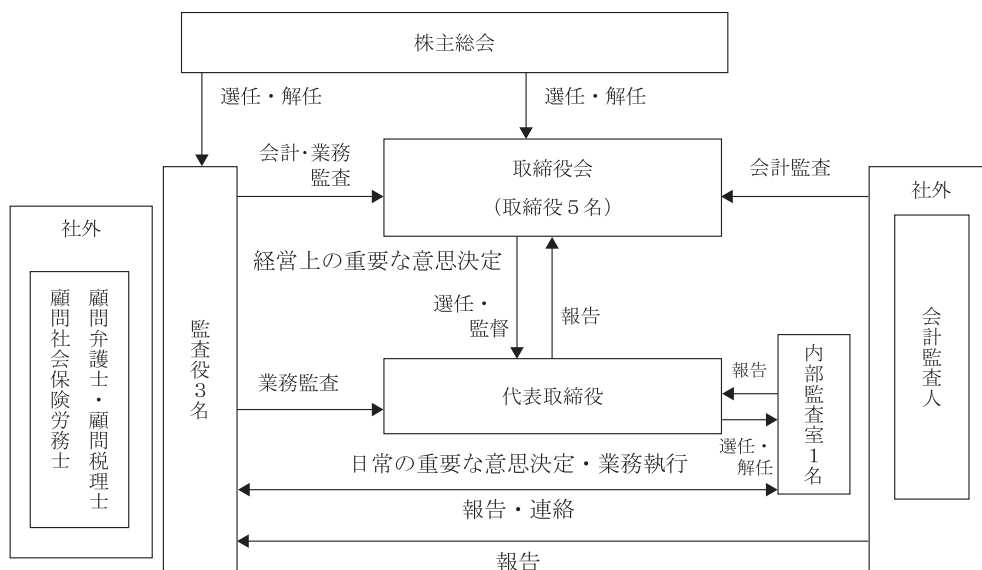 株主総会
選任・解任
選任・解任
会計・業務
監査
取締役会
(取締役5名)
会計監査
社外
社外
経営上の重要な意思決定
選任・
監督
報告
顧問弁護士・顧問税理士
顧問社会保険労務士
監査役3名
業務監査
代表取締役
報告
選任・
解任
内部監査室1名
会計監査人
日常の重要な意思決定・業務執行
報告・連絡
報告